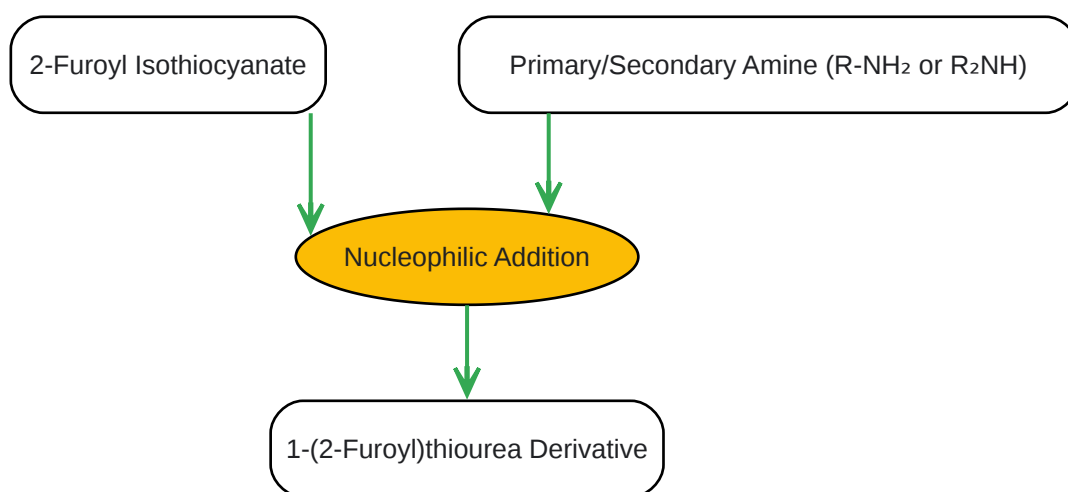 2-Furoyl Isothiocyanate
Primary/Secondary Amine (R-NH₂ or R₂NH)
Nucleophilic Addition
1-(2-Furoyl)thiourea Derivative